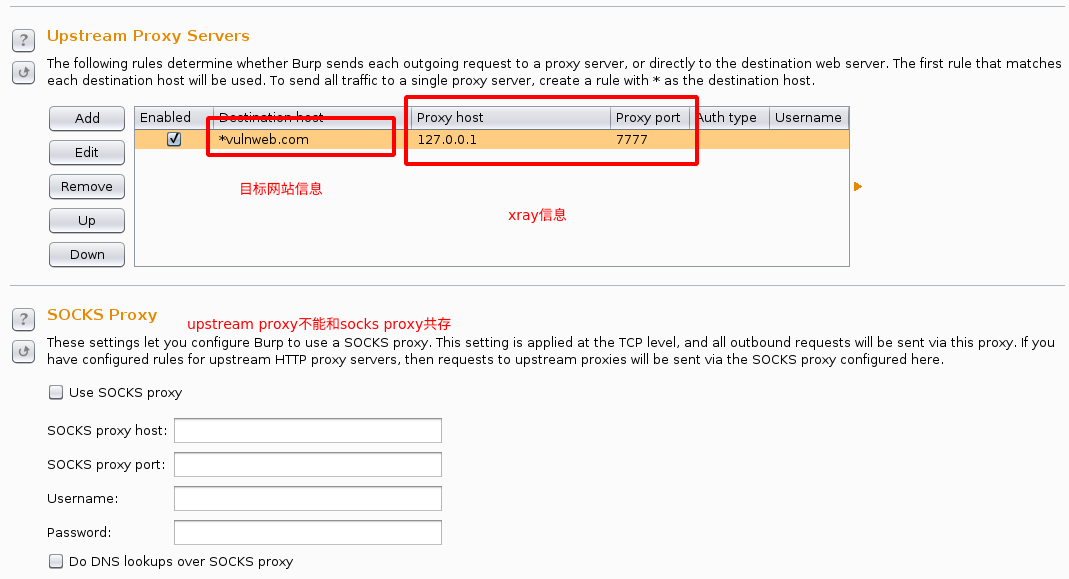 ?
Upstream Proxy Servers
The following rules determine whether Burp sends each outgoing request to a proxy server, or directly to the destination web server. The first rule that matches
each destination host will be used. To send all traffic to a single proxy server, create a rule with * as the destination host.
Add
Enabled Destination host Proxy host Proxy port Auth type Username
*vulnweb.com 127.0.0.1 7777
Edit
Remove
目标网站信息
xray信息
Up
Down
?
SOCKS Proxy
upstream proxy不能和socks proxy共存
These settings let you configure Burp to use a SOCKS proxy. This setting is applied at the TCP level, and all outbound requests will be sent via this proxy. If you
have configured rules for upstream HTTP proxy servers, then requests to upstream proxies will be sent via the SOCKS proxy configured here.
Use SOCKS proxy
SOCKS proxy host:
SOCKS proxy port:
Username:
Password:
Do DNS lookups over SOCKS proxy